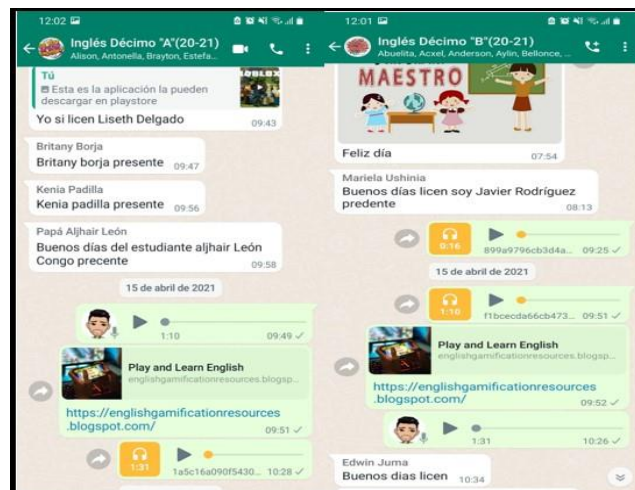 12:02
Inglés Décimo "A"(20-21)
Alison, Antonella, Brayton, Estefa...
Tú
Esta es la aplicación la pueden
descargar en playstore
Yo si licen Liseth Delgado 09:43
Britany Borja
Britany borja presente 09:47
Kenia Padilla
Kenia padilla presente 09:56
Papá Aljhair León
Buenos días del estudiante aljhair León
Congo precente 09:58
15 de abril de 2021
1:10 09:49
Play and Learn English
englishgamificationresources.blogsp...
https://englishgamificationresources
.blogspot.com/ 09:51
1:31 1a5c16a090f5430... 10:28
12:01
Inglés Décimo "B"(20-21)
Abuelita, Acxel, Anderson, Aylin, Bellonce, ...
MAESTRO
Feliz día 07:54
Mariela Ushinia
Buenos días licen soy Javier Rodríguez
predente 08:13
0:16 899a9796cb3d4a... 09:25
15 de abril de 2021
1:10 f1bcecda66cb473... 09:51
Play and Learn English
englishgamificationresources.blogsp...
https://englishgamificationresources
.blogspot.com/ 09:52
1:31 10:26
Edwin Juma
Buenos dias licen 10:34